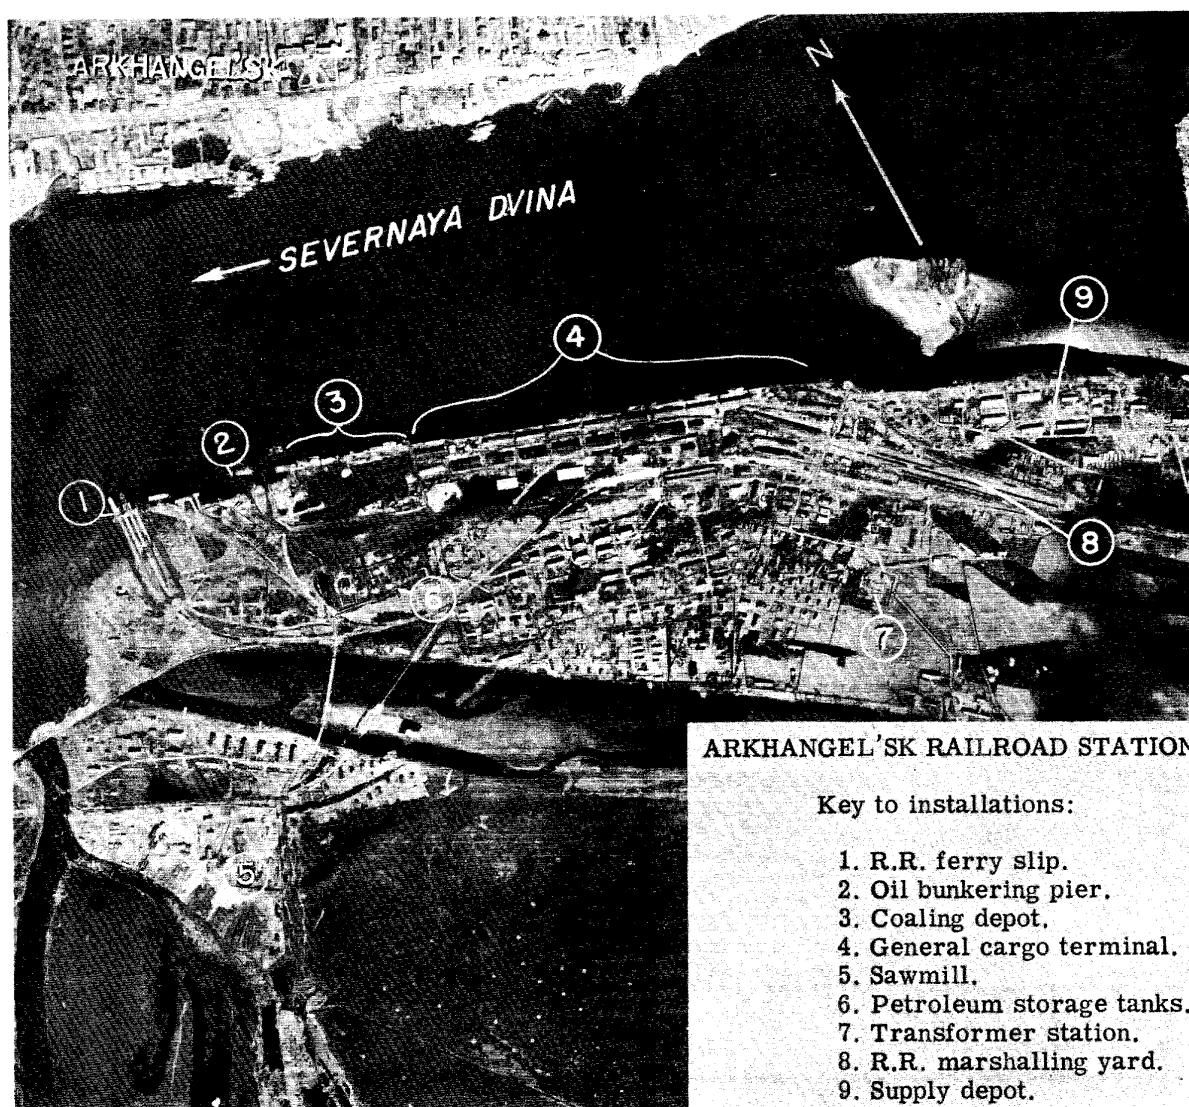 ARKHANGEL'SK
N
SEVERNAYA DVINA
9
4
3
2
1
8
6
7
5
ARKHANGEL'SK RAILROAD STATION
Key to installations:
1. R.R. ferry slip.
2. Oil bunkering pier.
3. Coaling depot.
4. General cargo terminal.
5. Sawmill.
6. Petroleum storage tanks.
7. Transformer station.
8. R.R. marshalling yard.
9. Supply depot.